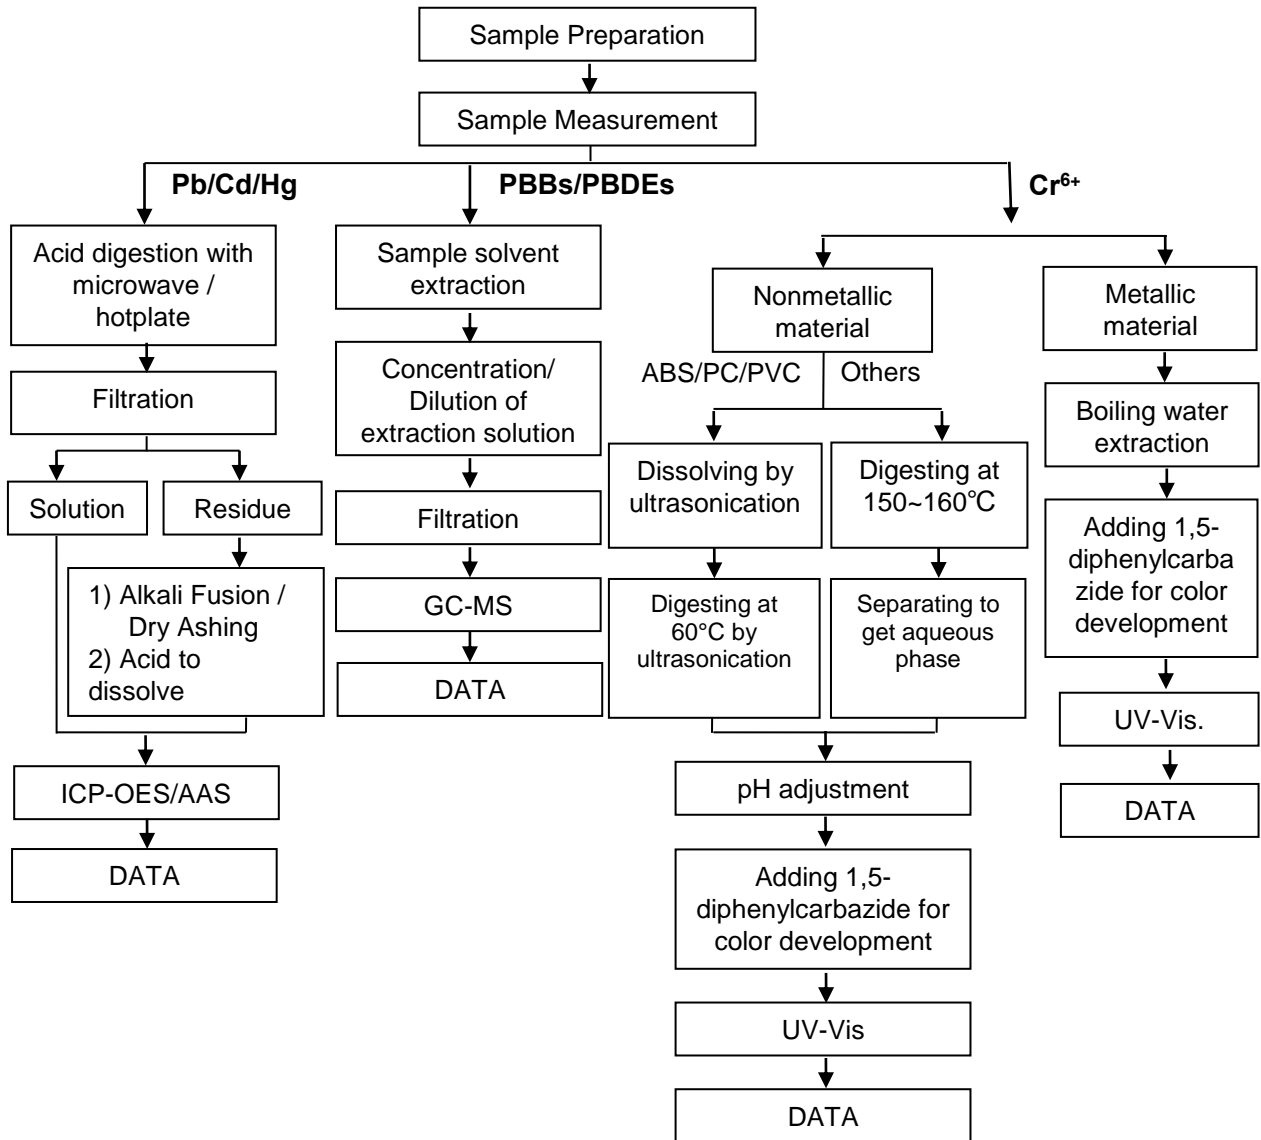 Sample Preparation
Sample Measurement
Pb/Cd/Hg
PBBs/PBDEs
Cr⁶⁺
Acid digestion with
microwave /
hotplate
Filtration
Solution
Residue
1) Alkali Fusion /
Dry Ashing
2) Acid to
dissolve
ICP-OES/AAS
DATA
Sample solvent
extraction
Concentration/
Dilution of
extraction solution
Filtration
GC-MS
DATA
Nonmetallic
material
ABS/PC/PVC
Others
Dissolving by
ultrasonication
Digesting at
60°C by
ultrasonication
Digesting at
150~160℃
Separating to
get aqueous
phase
pH adjustment
Adding 1,5-
diphenylcarbazide for
color development
UV-Vis
DATA
Metallic
material
Boiling water
extraction
Adding 1,5-
diphenylcarba
zide for color
development
UV-Vis.
DATA